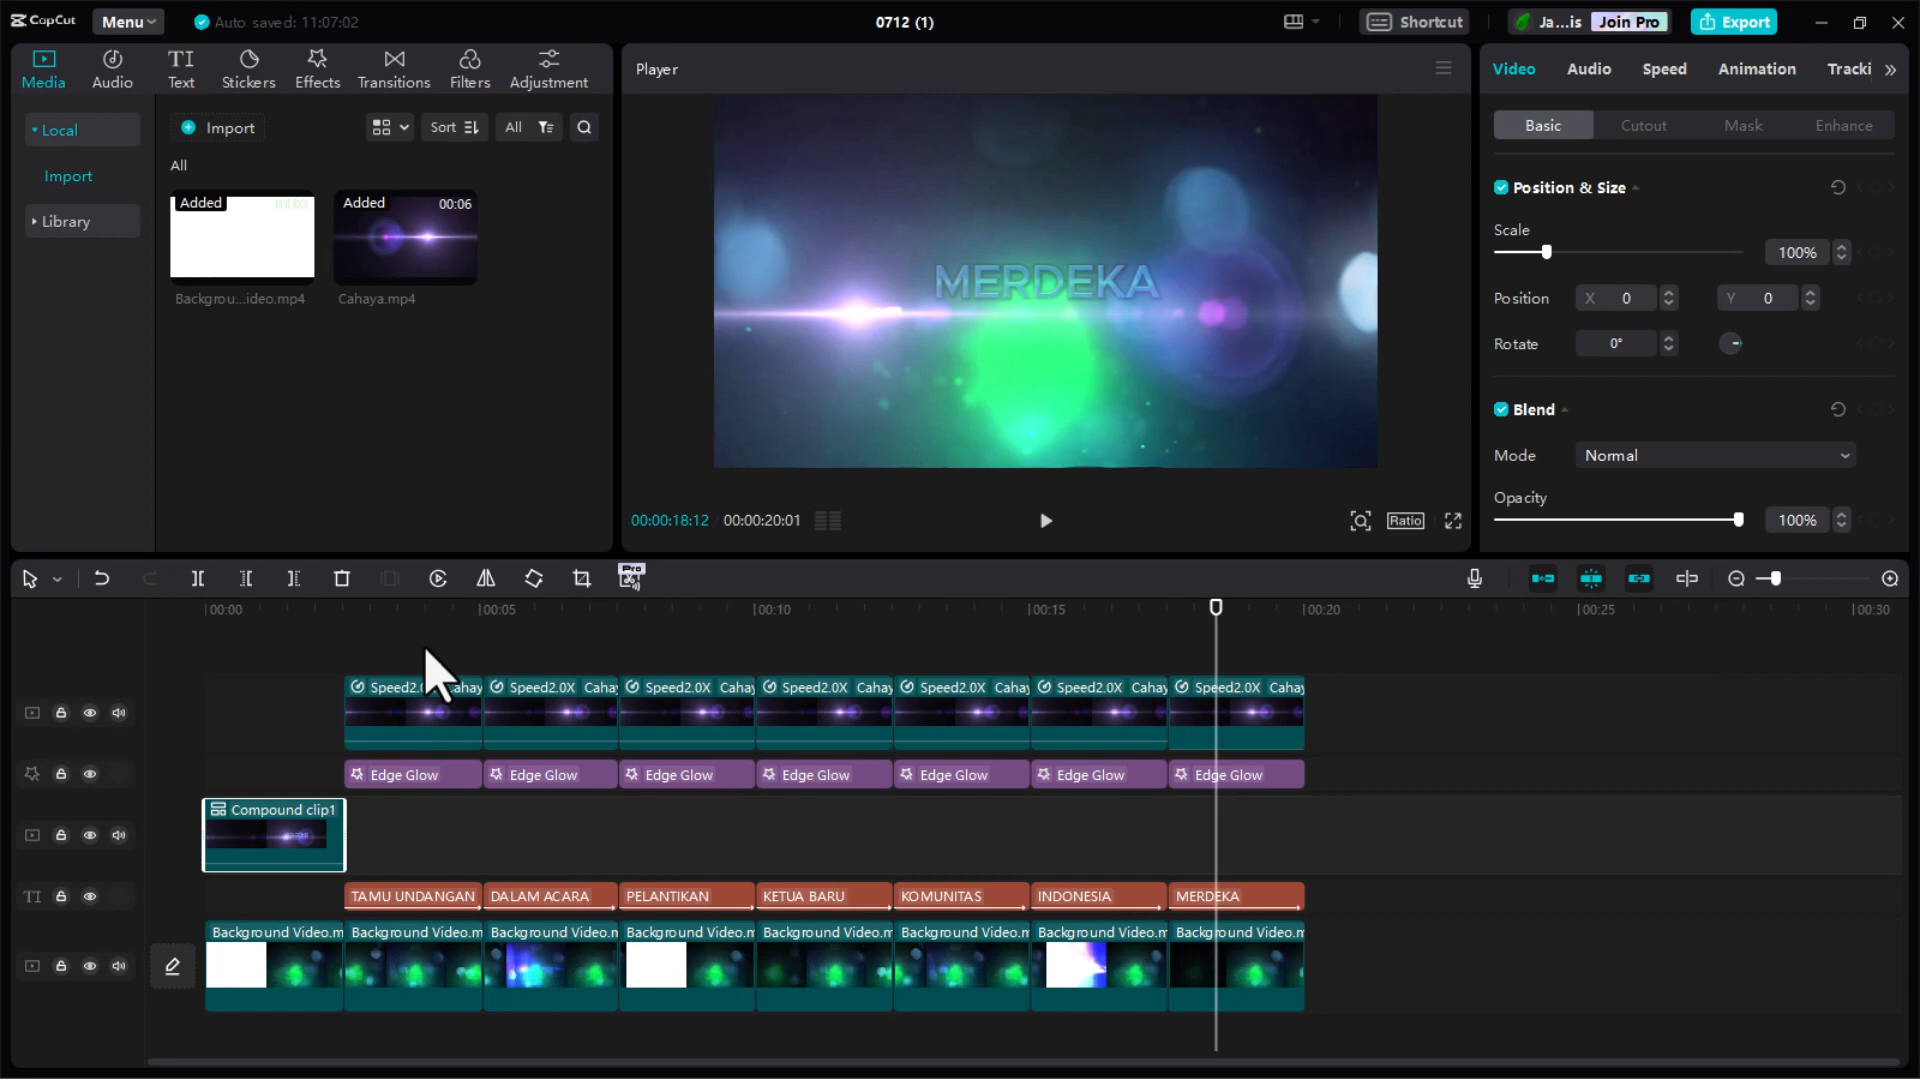 CapCut Menu Auto saved: 11:07:02 0712 (1) Shortcut Ja...is Join Pro Export
Media Audio Text Stickers Effects Transitions Filters Adjustment
Local
Import
Library
Import Sort All
All
Added
Added 00:06
Backgrou...ideo.mp4 Cahaya.mp4
Player
MERDEKA
00:00:18:12 00:00:20:01 Ratio
Video Audio Speed Animation Tracki
Basic Cutout Mask Enhance
Position & Size
Scale
100%
Position X 0 Y 0
Rotate 0°
Blend
Mode Normal
Opacity
100%
Pro
00:00 00:05 00:10 00:15 00:20 00:25 00:30
Speed2. ahay Speed2.0X Cahay Speed2.0X Cahay Speed2.0X Cahay Speed2.0X Cahay Speed2.0X Cahay Speed2.0X Cahay
Edge Glow Edge Glow Edge Glow Edge Glow Edge Glow Edge Glow Edge Glow
Compound clip1
TAMU UNDANGAN DALAM ACARA PELANTIKAN KETUA BARU KOMUNITAS INDONESIA MERDEKA
Background Video.m Background Video.m Background Video.m Background Video.m Background Video.m Background Video.m Background Video.m Background Video.m